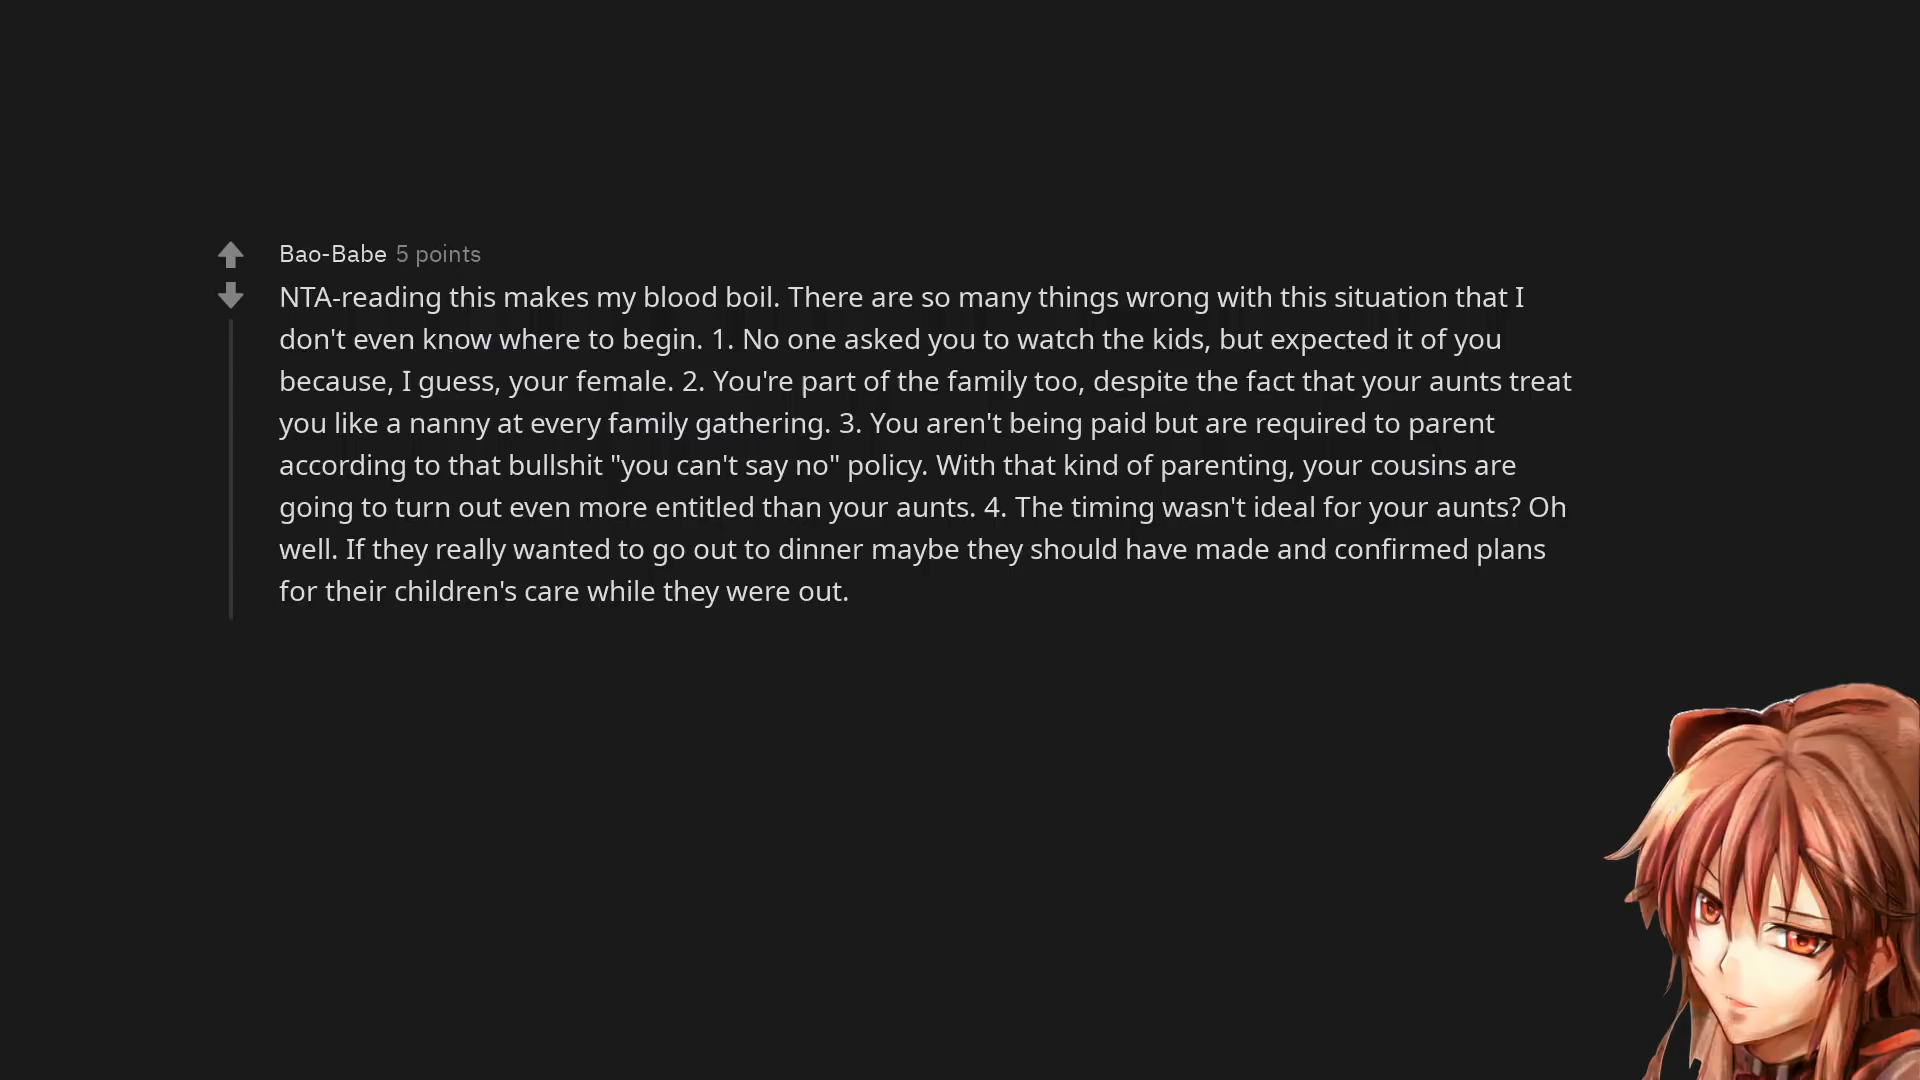 Bao-Babe 5 points
NTA-reading this makes my blood boil. There are so many things wrong with this situation that I
don't even know where to begin. 1. No one asked you to watch the kids, but expected it of you
because, I guess, your female. 2. You're part of the family too, despite the fact that your aunts treat
you like a nanny at every family gathering. 3. You aren't being paid but are required to parent
according to that bullshit "you can't say no" policy. With that kind of parenting, your cousins are
going to turn out even more entitled than your aunts. 4. The timing wasn't ideal for your aunts? Oh
well. If they really wanted to go out to dinner maybe they should have made and confirmed plans
for their children's care while they were out.